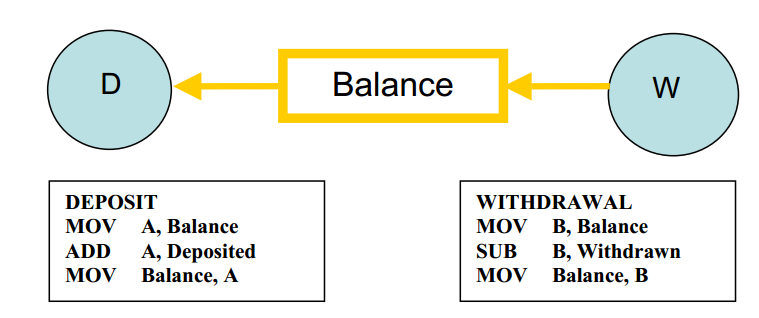 D
Balance
W
DEPOSIT
MOV A, Balance
ADD A, Deposited
MOV Balance, A
WITHDRAWAL
MOV B, Balance
SUB B, Withdrawn
MOV Balance, B